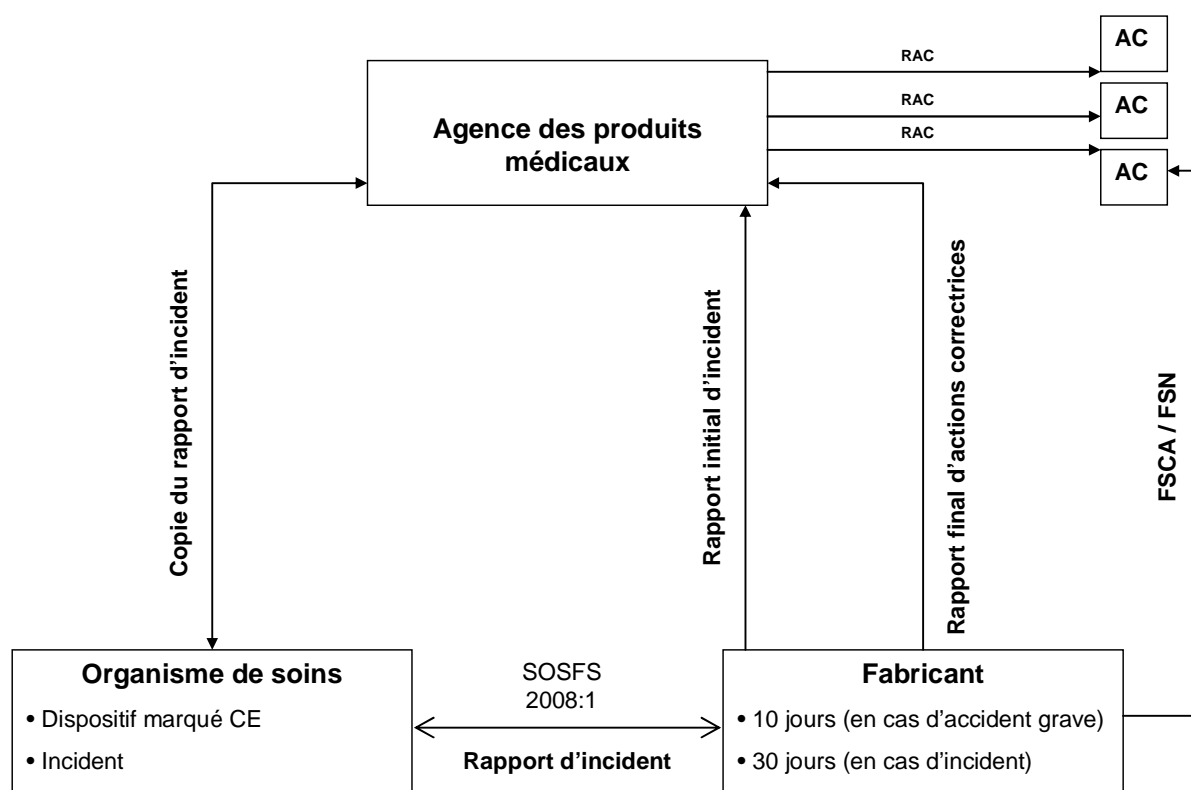 AC
RAC
AC
RAC
RAC
AC
Agence des produits
médicaux
Copie du rapport d’incident
Rapport initial d’incident
Rapport final d’actions correctrices
FSCA / FSN
Organisme de soins
• Dispositif marqué CE
• Incident
SOSFS
2008:1
Rapport d’incident
Fabricant
• 10 jours (en cas d’accident grave)
• 30 jours (en cas d’incident)